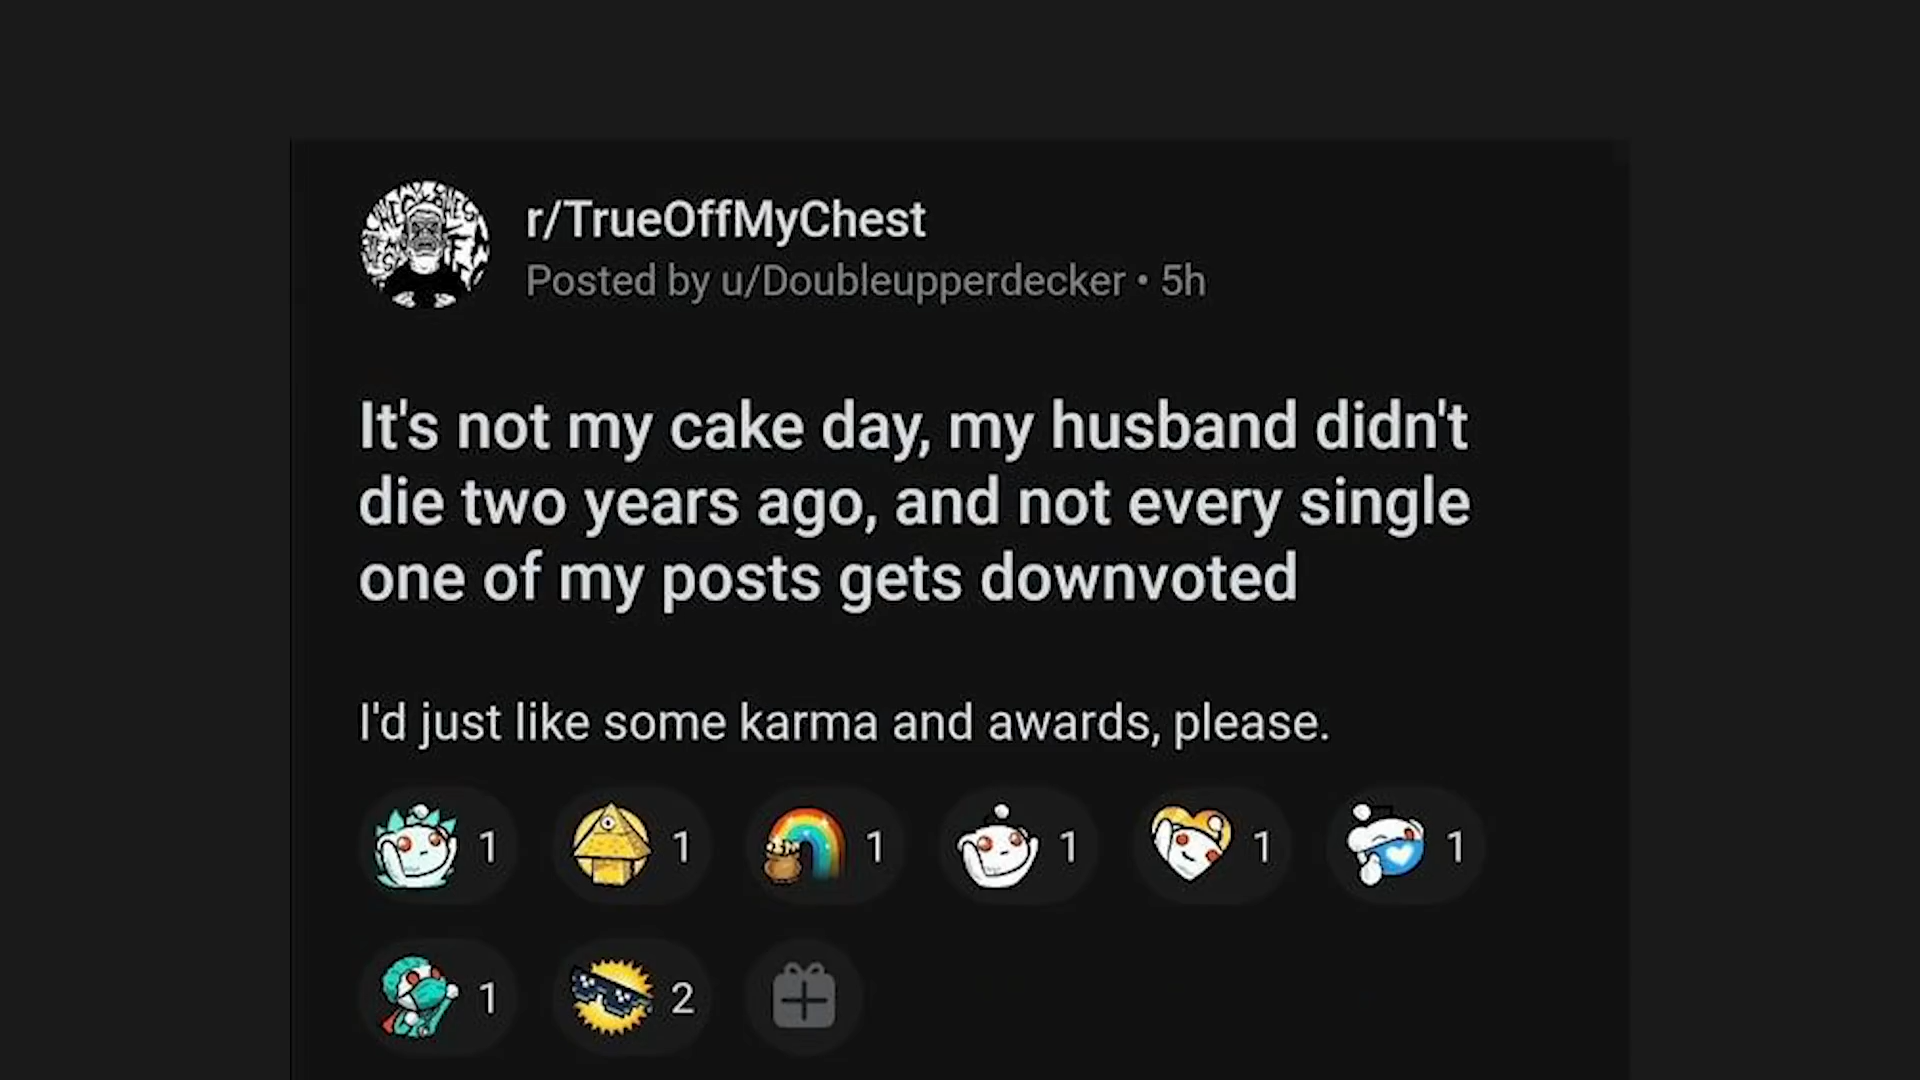 r/TrueOffMyChest
Posted by u/Doubleupperdecker • 5h
It's not my cake day, my husband didn't
die two years ago, and not every single
one of my posts gets downvoted
I'd just like some karma and awards, please.
1 1 1 1 1 1
1 2